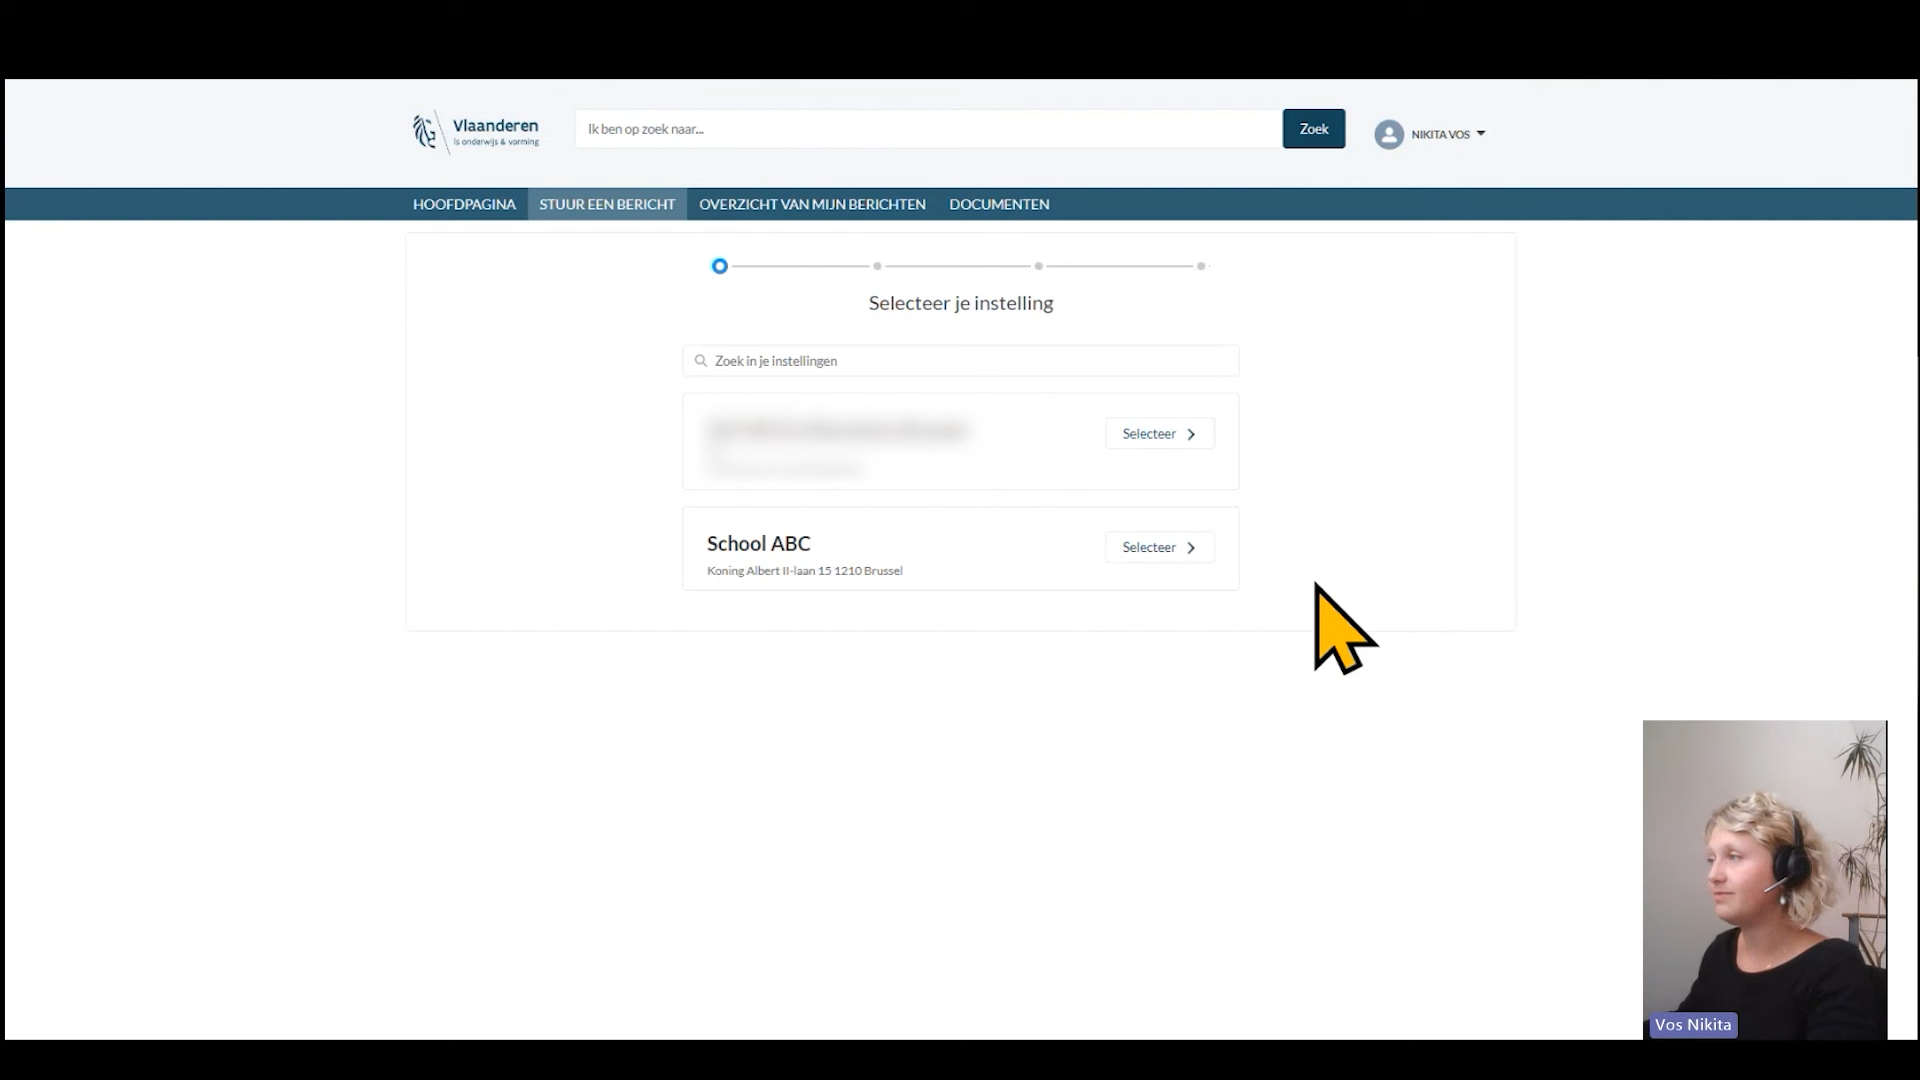 Vlaanderen
is onderwijs & vorming
Ik ben op zoek naar...
Zoek
NIKITA VOS
HOOFDPAGINA
STUUR EEN BERICHT
OVERZICHT VAN MIJN BERICHTEN
DOCUMENTEN
Selecteer je instelling
Zoek in je instellingen
Selecteer
School ABC
Selecteer
Koning Albert II-laan 15 1210 Brussel
Vos Nikita